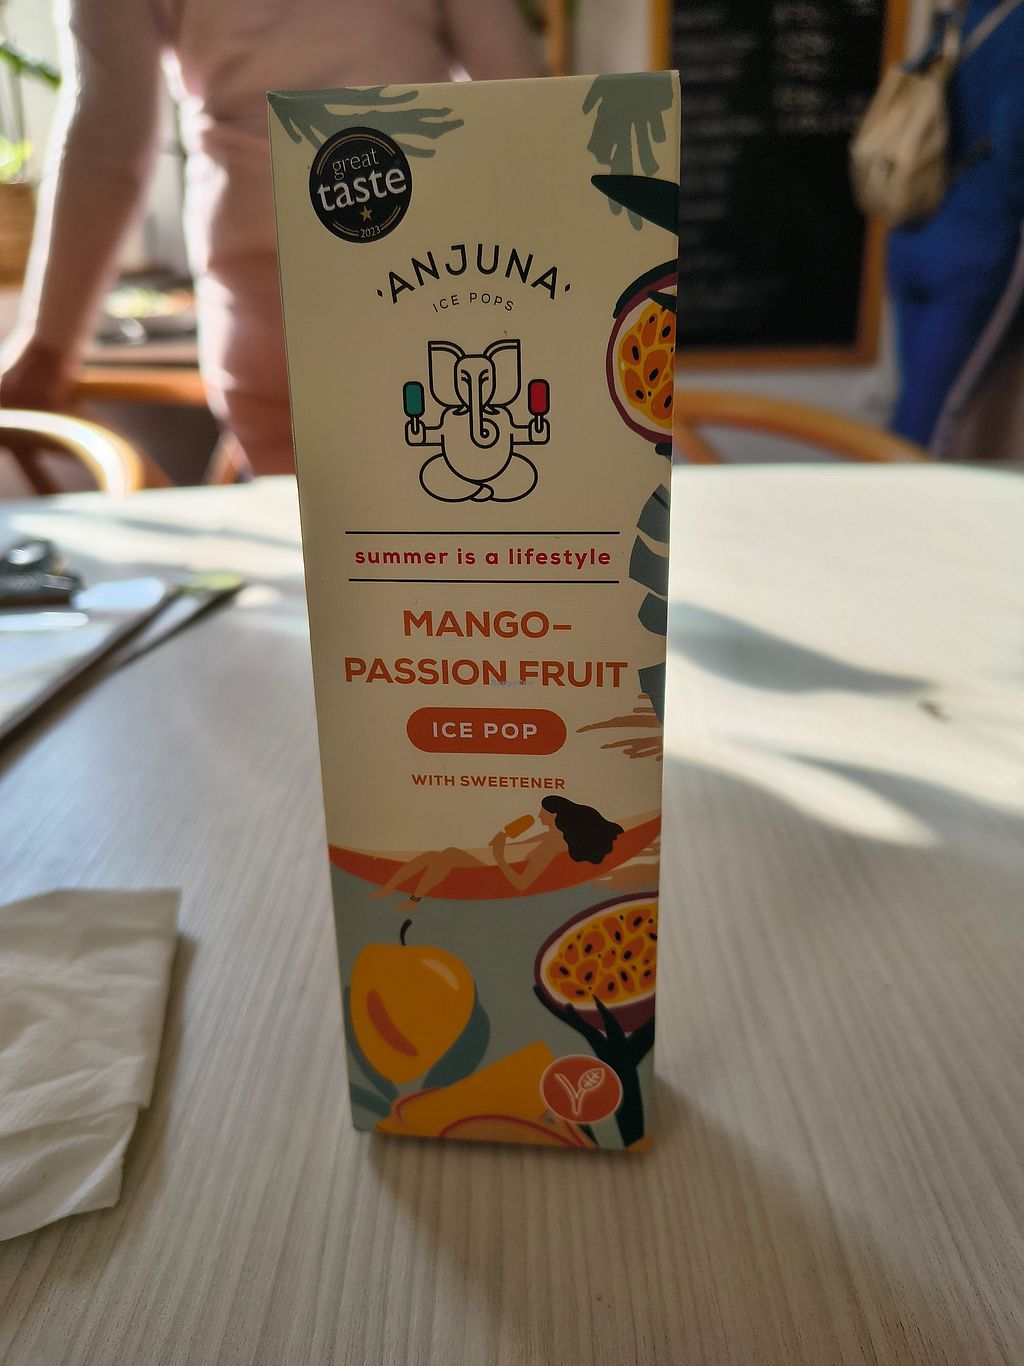 great
taste
2023
ANJUNA
ICE POPS
summer is a lifestyle
MANGO–
PASSION FRUIT
ICE POP
WITH SWEETENER